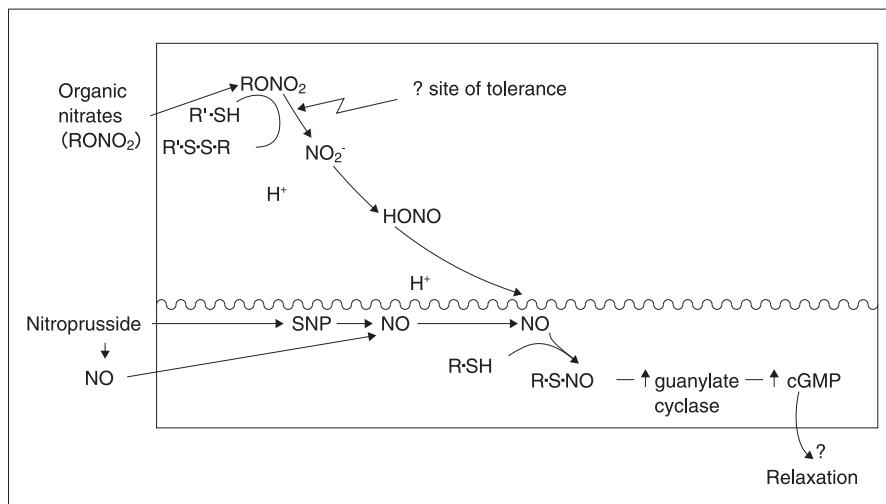 RONO₂
Organic
nitrates
(RONO₂)
? site of tolerance
R'·SH
R'·S·S·R
NO₂⁻
H⁺
HONO
H⁺
Nitroprusside
SNP
NO
NO
NO
R·SH
R·S·NO
guanylate
cyclase
cGMP
?
Relaxation